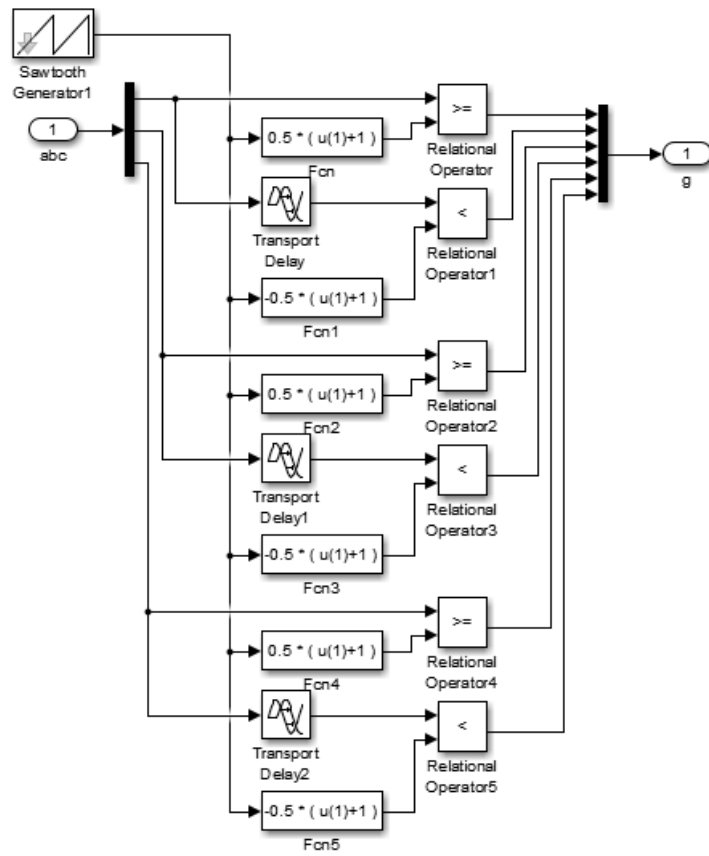 Sawtooth
Generator1
1
abc
0.5 * ( u(1)+1 )
Fcn
>=
Relational
Operator
Transport
Delay
<
Relational
Operator1
-0.5 * ( u(1)+1 )
Fcn1
>=
Relational
Operator2
0.5 * ( u(1)+1 )
Fcn2
Transport
Delay1
<
Relational
Operator3
-0.5 * ( u(1)+1 )
Fcn3
>=
Relational
Operator4
0.5 * ( u(1)+1 )
Fcn4
Transport
Delay2
<
Relational
Operator5
-0.5 * ( u(1)+1 )
Fcn5
1
g